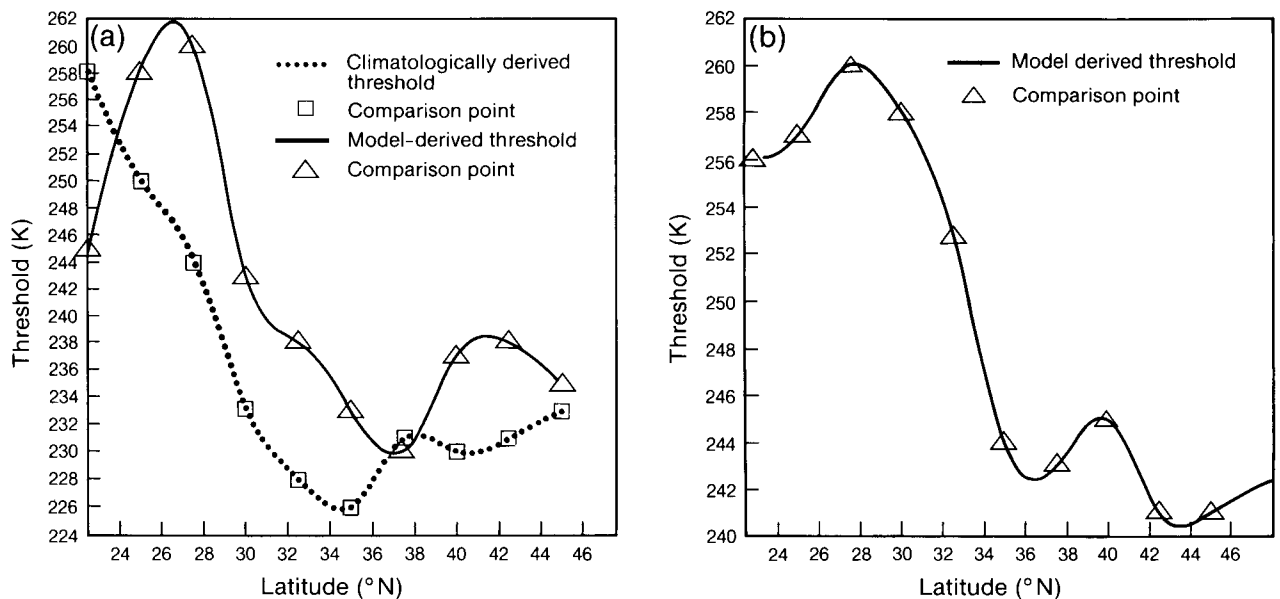 (a)
262
260
258
256
254
252
250
248
246
244
242
240
238
236
234
232
230
228
226
224
Threshold (K)
Climatologically derived
threshold
Comparison point
Model-derived threshold
Comparison point
24 26 28 30 32 34 36 38 40 42 44 46
Latitude (°N)
(b)
262
260
258
256
254
252
250
248
246
244
242
240
Threshold (K)
Model derived threshold
Comparison point
24 26 28 30 32 34 36 38 40 42 44 46
Latitude (°N)